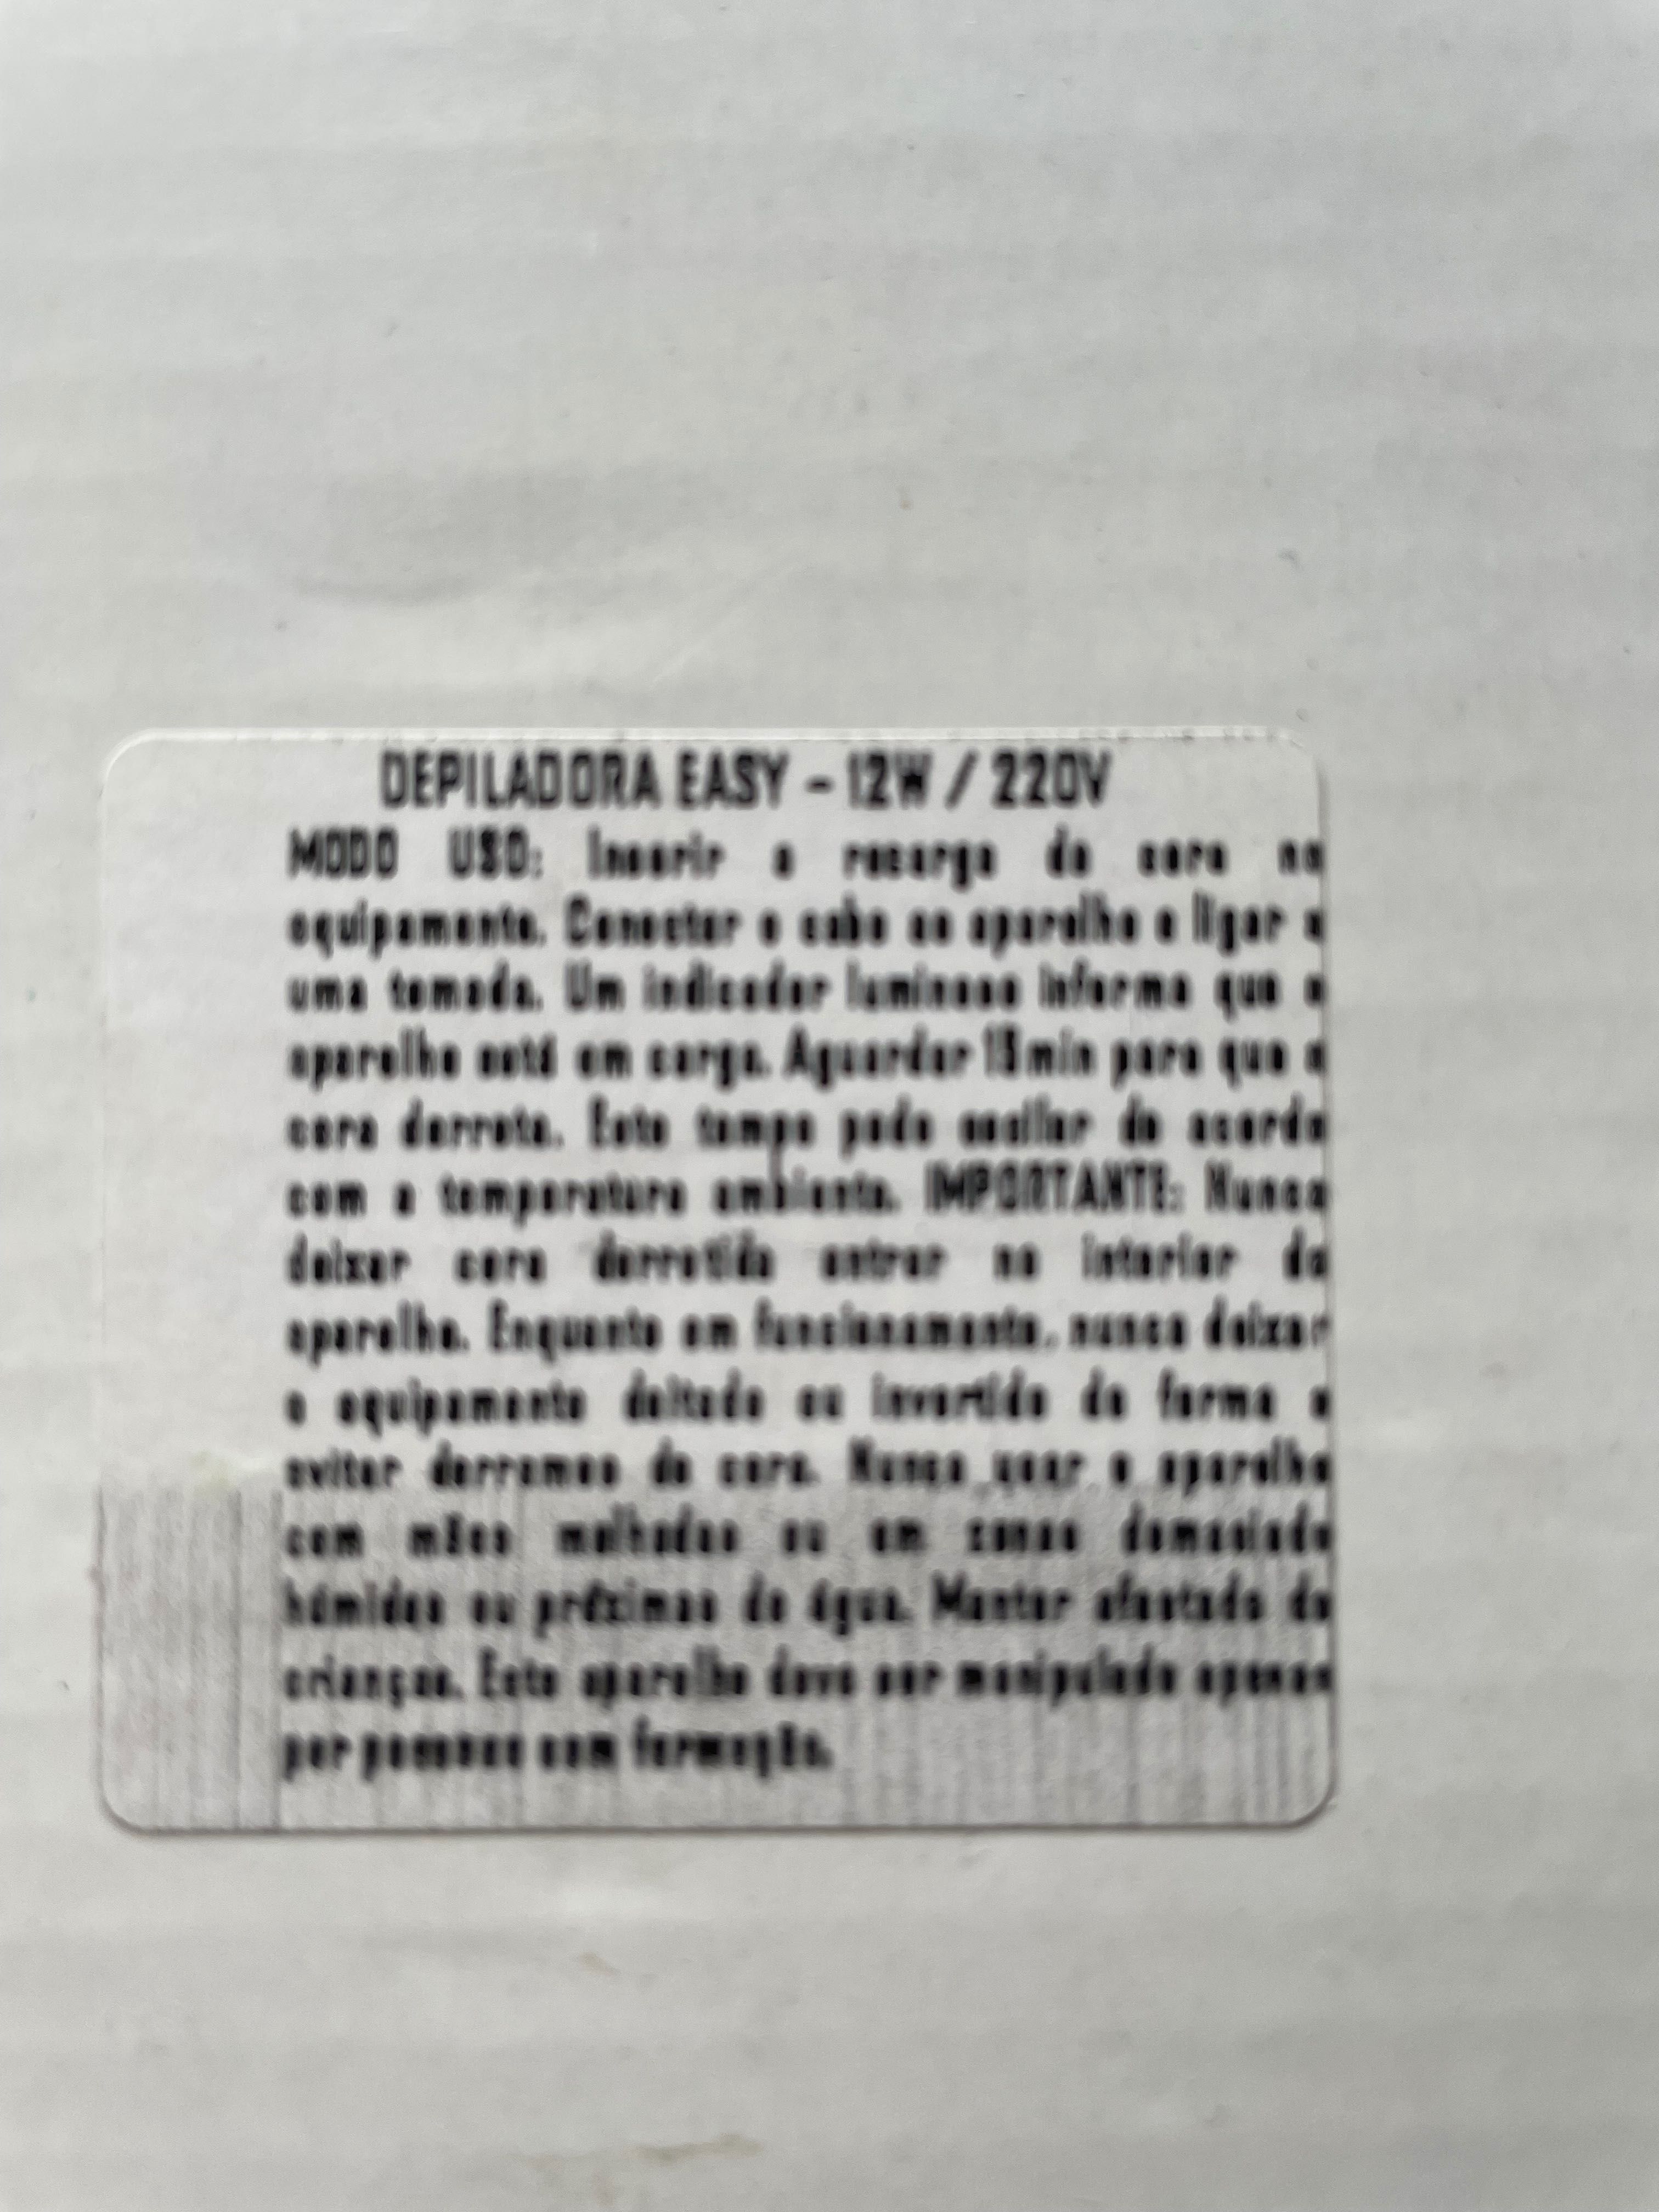 DEPILADORA EASY - 12W / 220V
MODO USO: Inserir a recarga de cera no
equipamento. Conectar o cabo ao aparelho e ligar a
uma tomada. Um indicador luminoso informa que o
aparelho está em carga. Aguardar 15min para que a
cera derreta. Este tempo pode oscilar de acordo
com a temperatura ambiente. IMPORTANTE: Nunca
deixar cera derretida entrar no interior do
aparelho. Enquanto em funcionamento, nunca deixar
o equipamento deitado ou invertido de forma a
evitar derrames de cera. Nunca usar o aparelho
com mãos molhadas ou em zonas demasiado
húmidas ou próximas de água. Manter afastado de
crianças. Este aparelho deve ser manipulado apenas
por pessoas com formação.